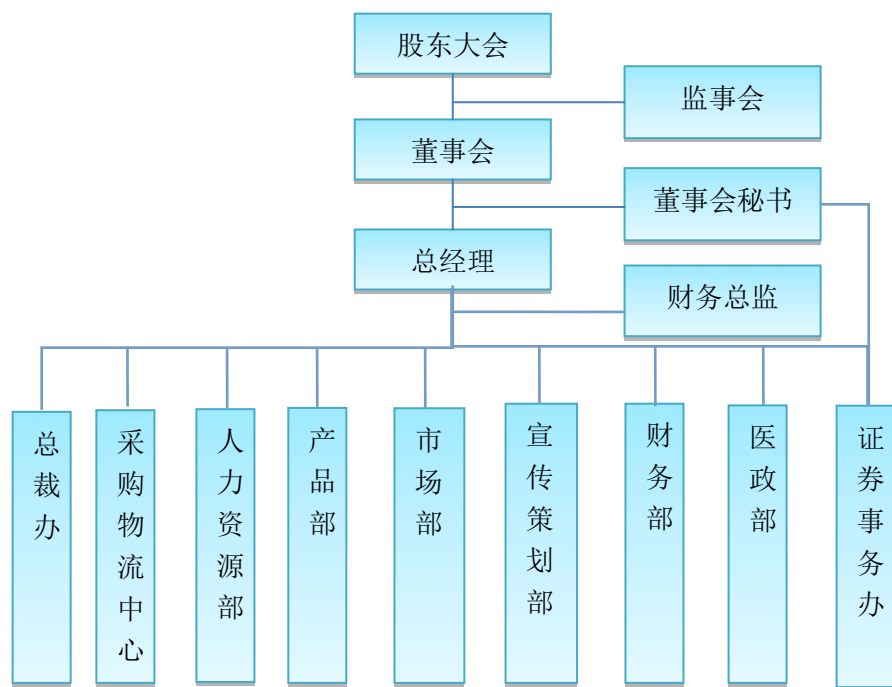 股东大会
监事会
董事会
董事会秘书
总经理
财务总监
总裁办
采购物流中心
人力资源部
产品部
市场部
宣传策划部
财务部
医政部
证券事务办